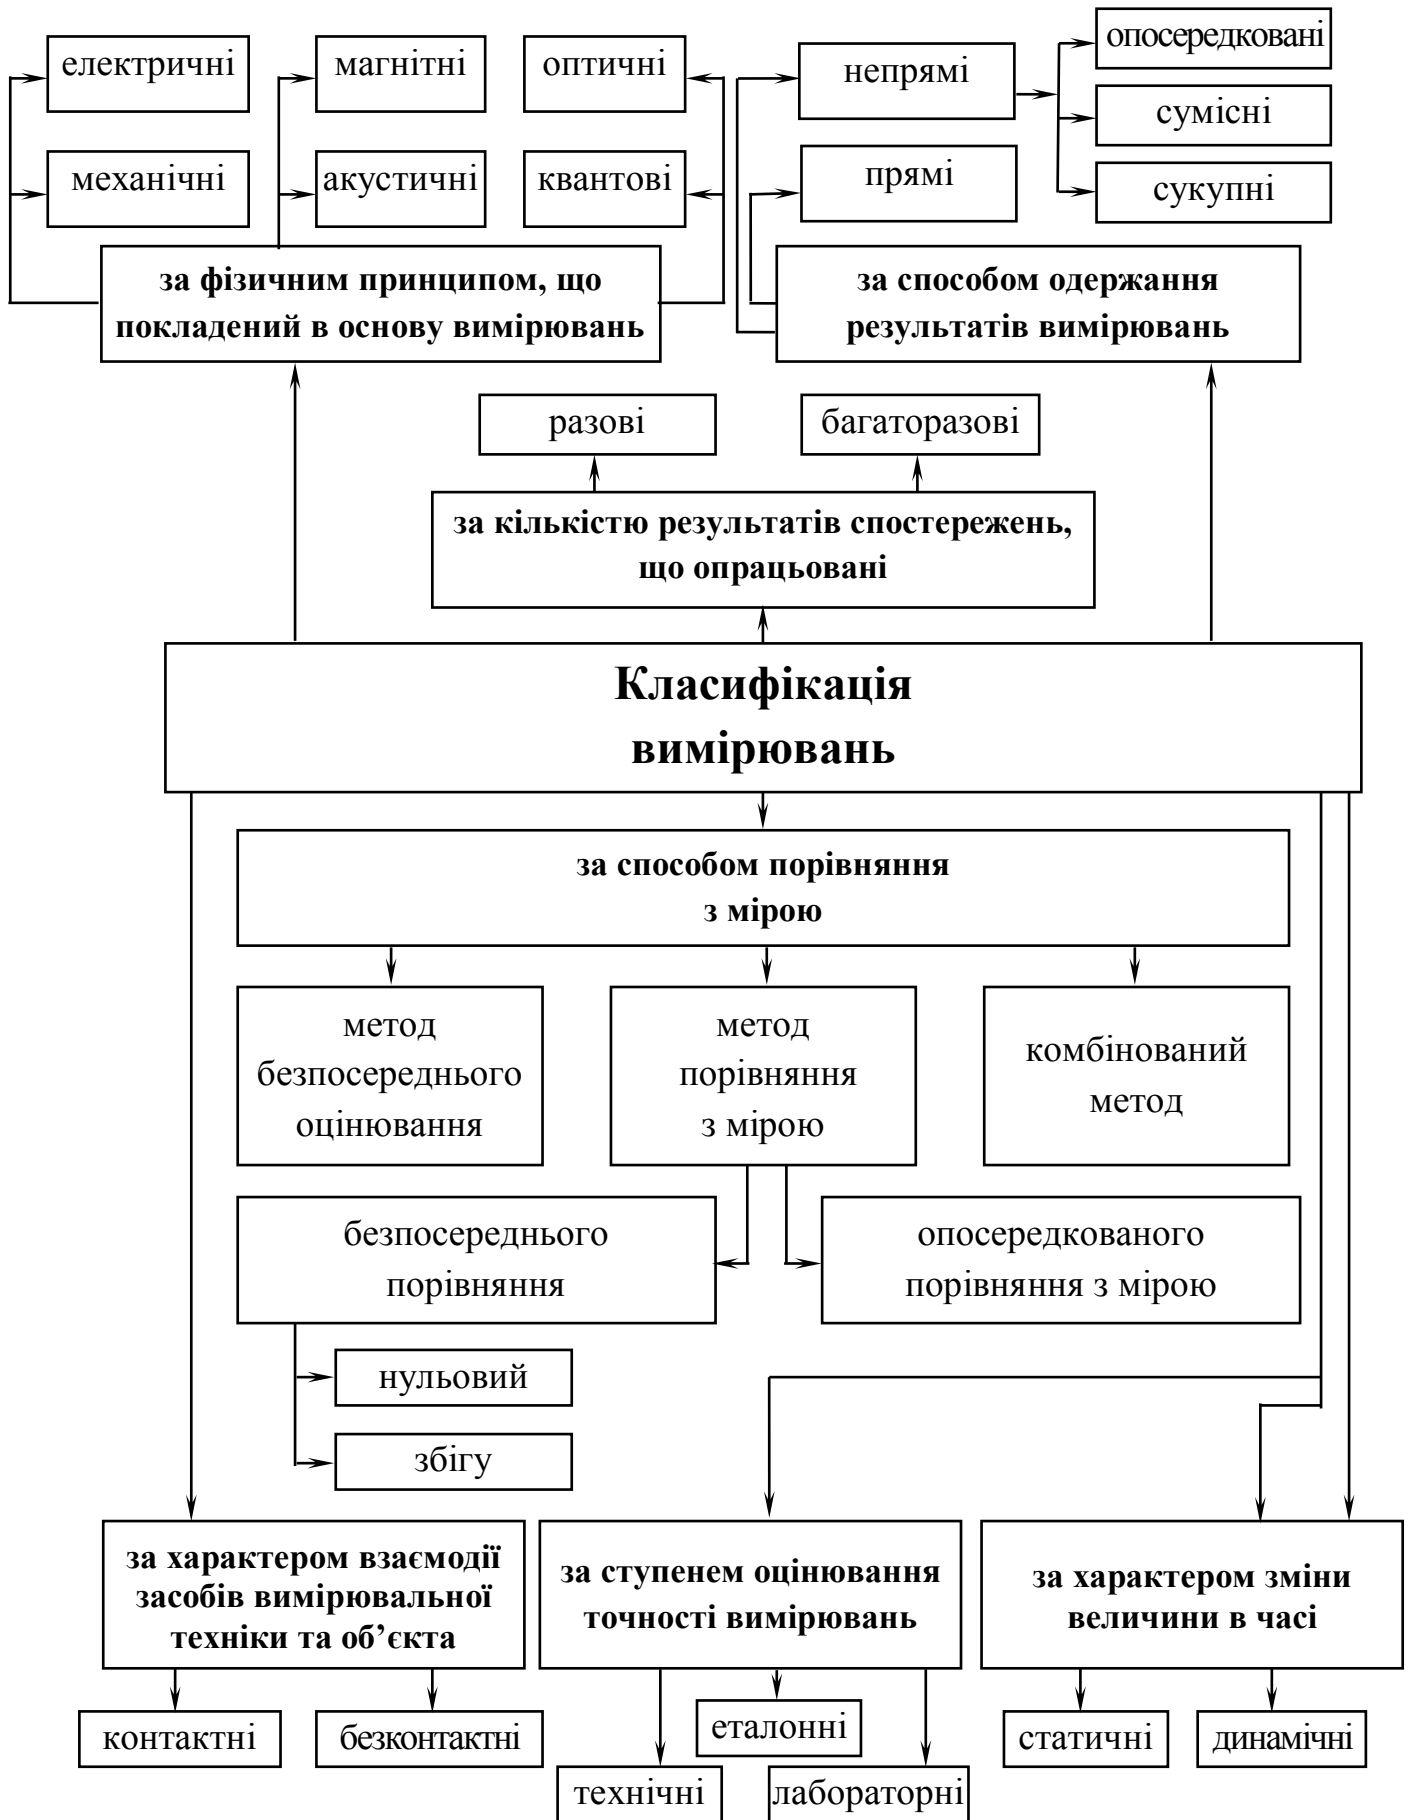 електричні
магнітні
оптичні
непрямі
опосередковані
сумісні
механічні
акустичні
квантові
прямі
сукупні
за фізичним принципом, що
покладений в основу вимірювань
за способом одержання
результатів вимірювань
разові
багаторазові
за кількістю результатів спостережень,
що опрацьовані
Класифікація
вимірювань
за способом порівняння
з мірою
метод
безпосереднього
оцінювання
метод
порівняння
з мірою
комбінований
метод
безпосереднього
порівняння
опосередкованого
порівняння з мірою
нульовий
збігу
за характером взаємодії
засобів вимірювальної
техніки та об’єкта
за ступенем оцінювання
точності вимірювань
за характером зміни
величини в часі
контактні
безконтактні
еталонні
технічні
лабораторні
статичні
динамічні